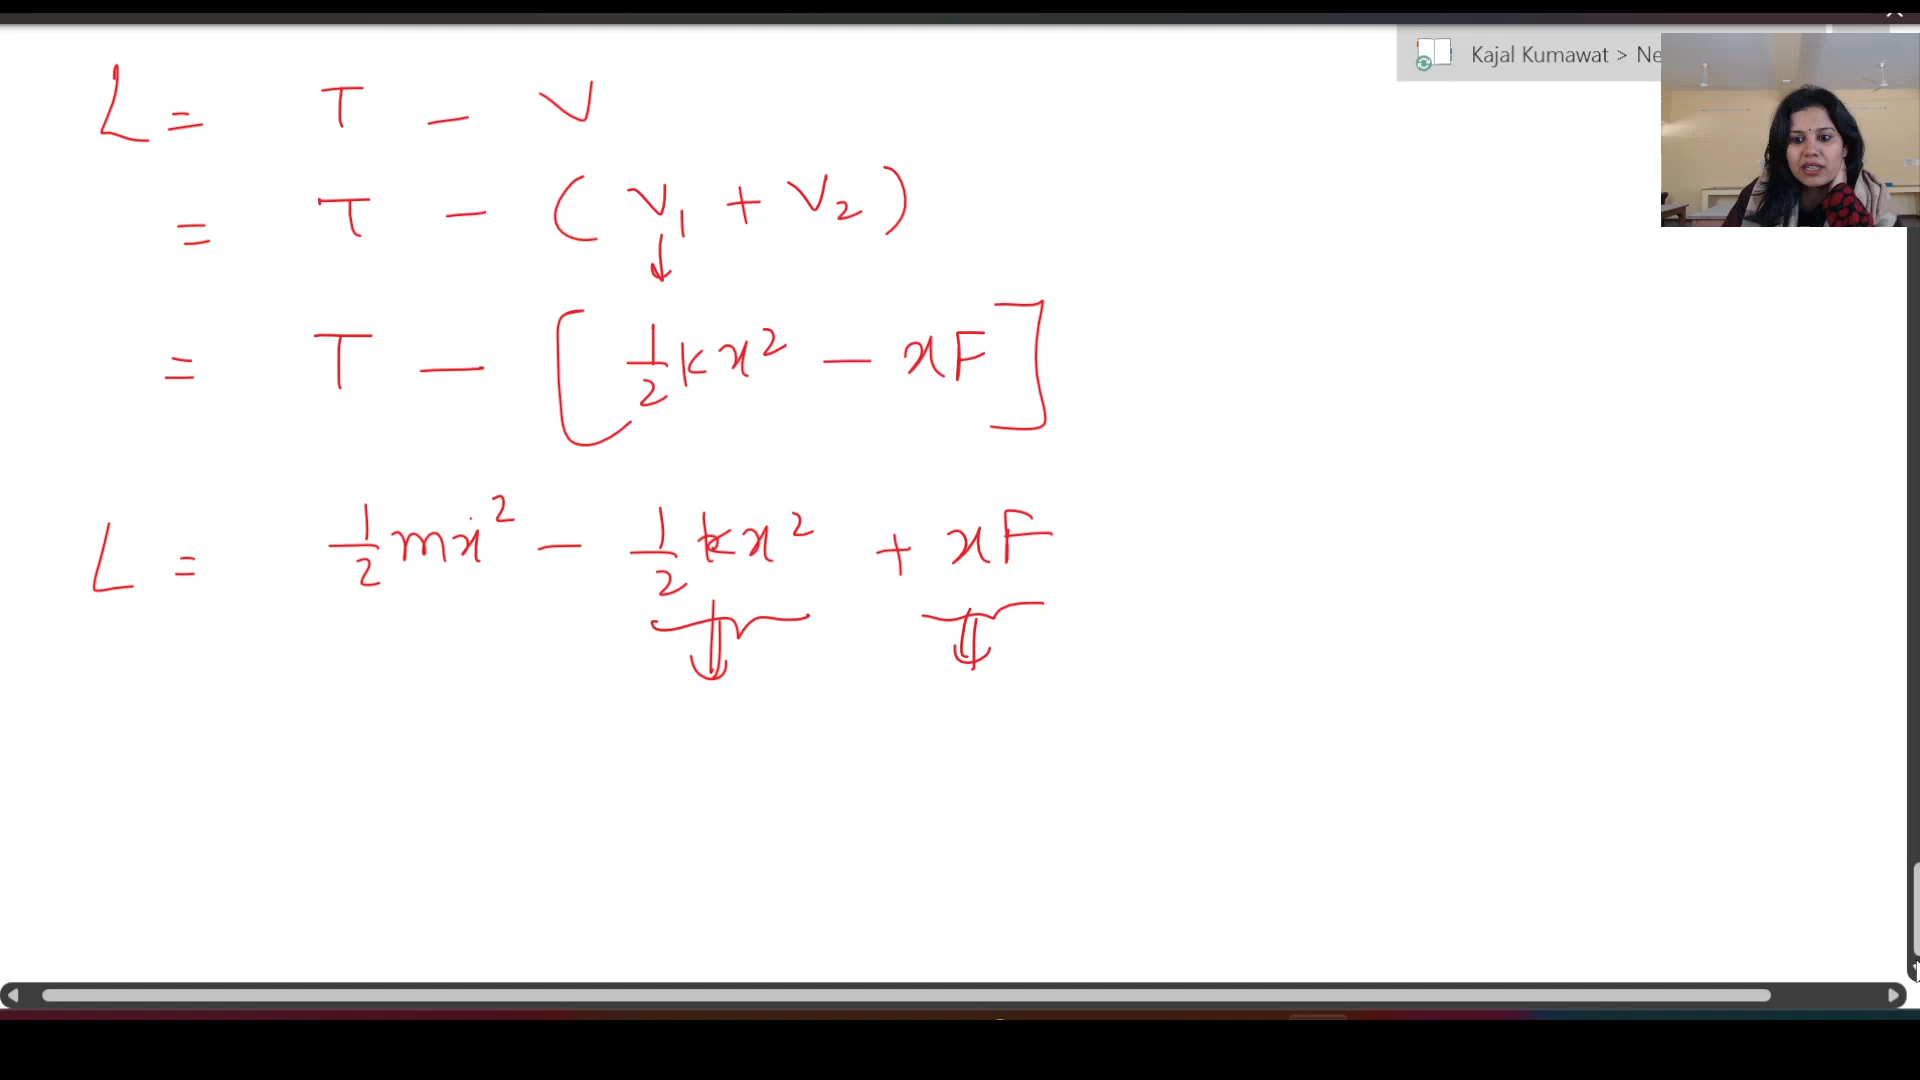 Kajal Kumawat > Ne
L = T - V
= T - ( V₁ + V₂ )
↓
= T - [ 1/2 kx² - xF ]
L = 1/2 mẋ² - 1/2 kx² + xF
⇓ ⇓